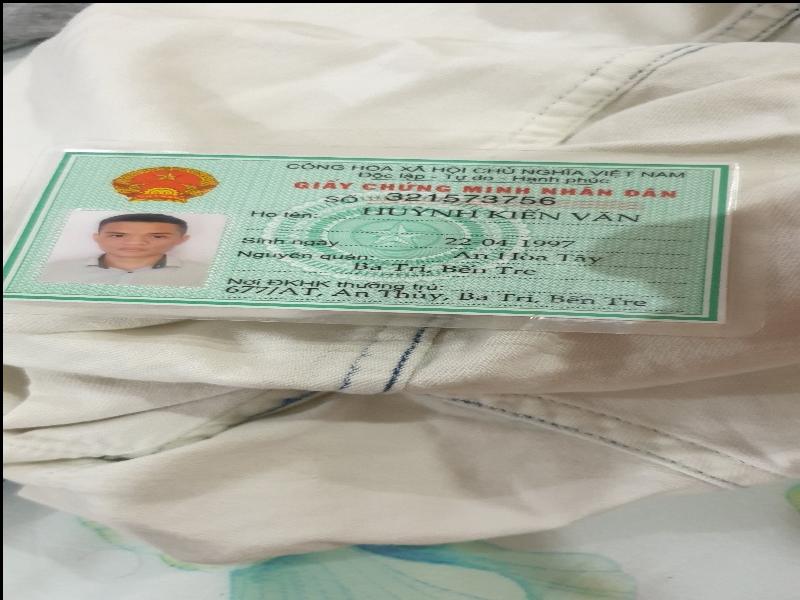 CỘNG HÒA XÃ HỘI CHỦ NGHĨA VIỆT NAM
Độc lập - Tự do - Hạnh phúc
GIẤY CHỨNG MINH NHÂN DÂN
SỐ 321573756
Họ tên: HUỲNH KIẾN VĂN
Sinh ngày 22-04-1997
Nguyên quán: An Hòa Tây
Ba Tri, Bến Tre
Nơi ĐKHK thường trú:
677/AT, An Thủy, Ba Tri, Bến Tre